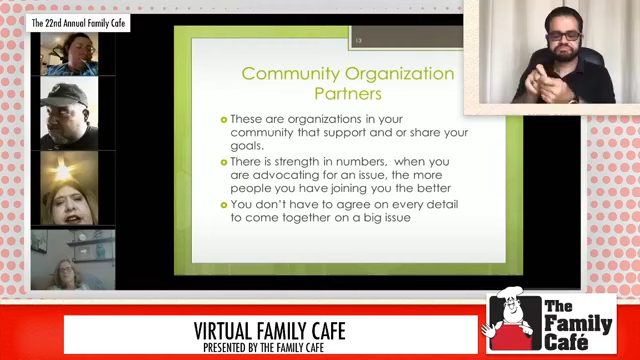 The 22nd Annual Family Cafe
13
Community Organization
Partners
These are organizations in your
community that support and or share your
goals.
There is strength in numbers, when you
are advocating for an issue, the more
people you have joining you the better
You don't have to agree on every detail
to come together on a big issue
VIRTUAL FAMILY CAFE
PRESENTED BY THE FAMILY CAFE
The
Family
Café